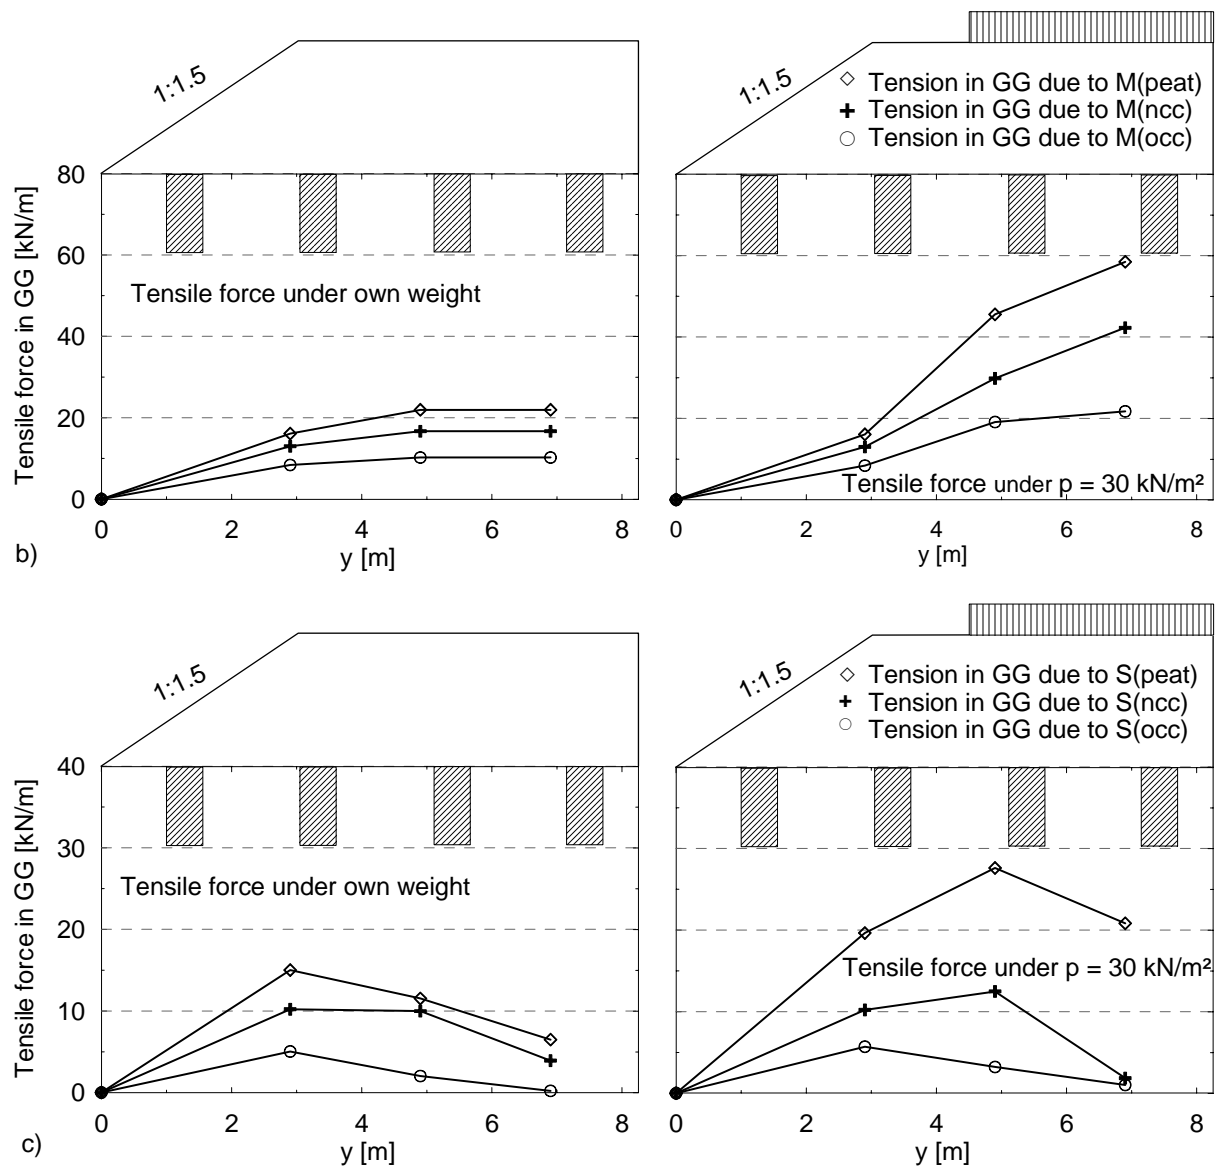 1:1.5
80
60
40
20
0
Tensile force in GG [kN/m]
Tensile force under own weight
0 2 4 6 8
y [m]
b)
1:1.5
Tension in GG due to M(peat)
Tension in GG due to M(ncc)
Tension in GG due to M(occ)
Tensile force under p = 30 kN/m²
0 2 4 6 8
y [m]
1:1.5
40
30
20
10
0
Tensile force in GG [kN/m]
Tensile force under own weight
0 2 4 6 8
y [m]
c)
1:1.5
Tension in GG due to S(peat)
Tension in GG due to S(ncc)
Tension in GG due to S(occ)
Tensile force under p = 30 kN/m²
0 2 4 6 8
y [m]